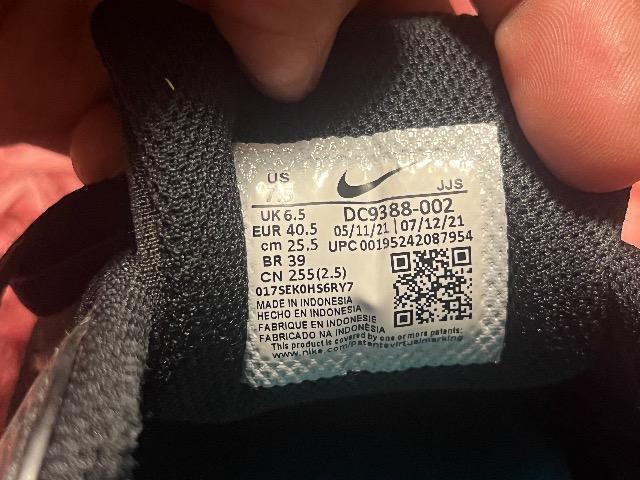 US
7.5
JJS
UK 6.5 DC9388-002
EUR 40.5 05/11/21 07/12/21
cm 25.5 UPC 00195242087954
BR 39
CN 255(2.5)
017SEK0HS6RY7
MADE IN INDONESIA
HECHO EN INDONESIA
FABRIQUE EN INDONESIE
FABRICADO NA INDONÉSIA
This product is covered by one or more patents:
www.nike.com/patentsvirtualmarking